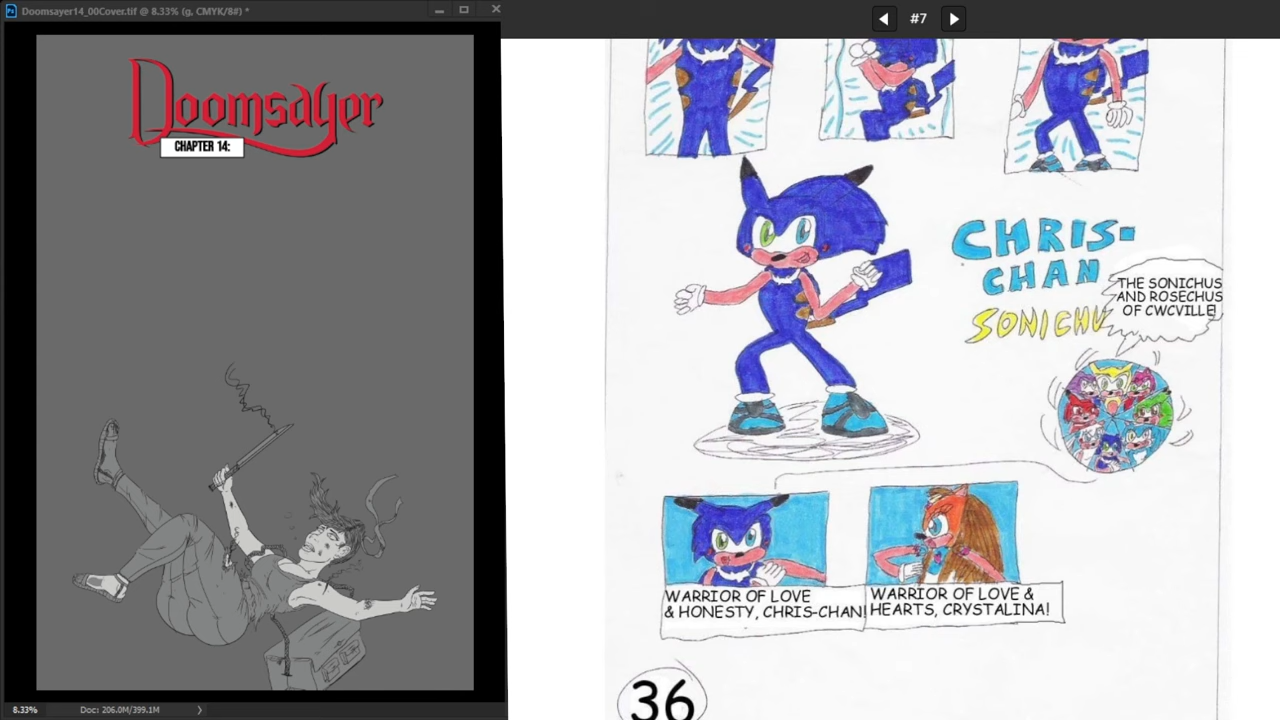 Doomsayer14_00Cover.tif @ 8.33% (g, CMYK/8#) *
Doomsayer
CHAPTER 14:
8.33%
Doc: 206.0M/399.1M
#7
CHRIS-
CHAN
SONICHU
THE SONICHUS
AND ROSECHUS
OF CWCVILLE!
WARRIOR OF LOVE
& HONESTY, CHRIS-CHAN!
WARRIOR OF LOVE &
HEARTS, CRYSTALINA!
36